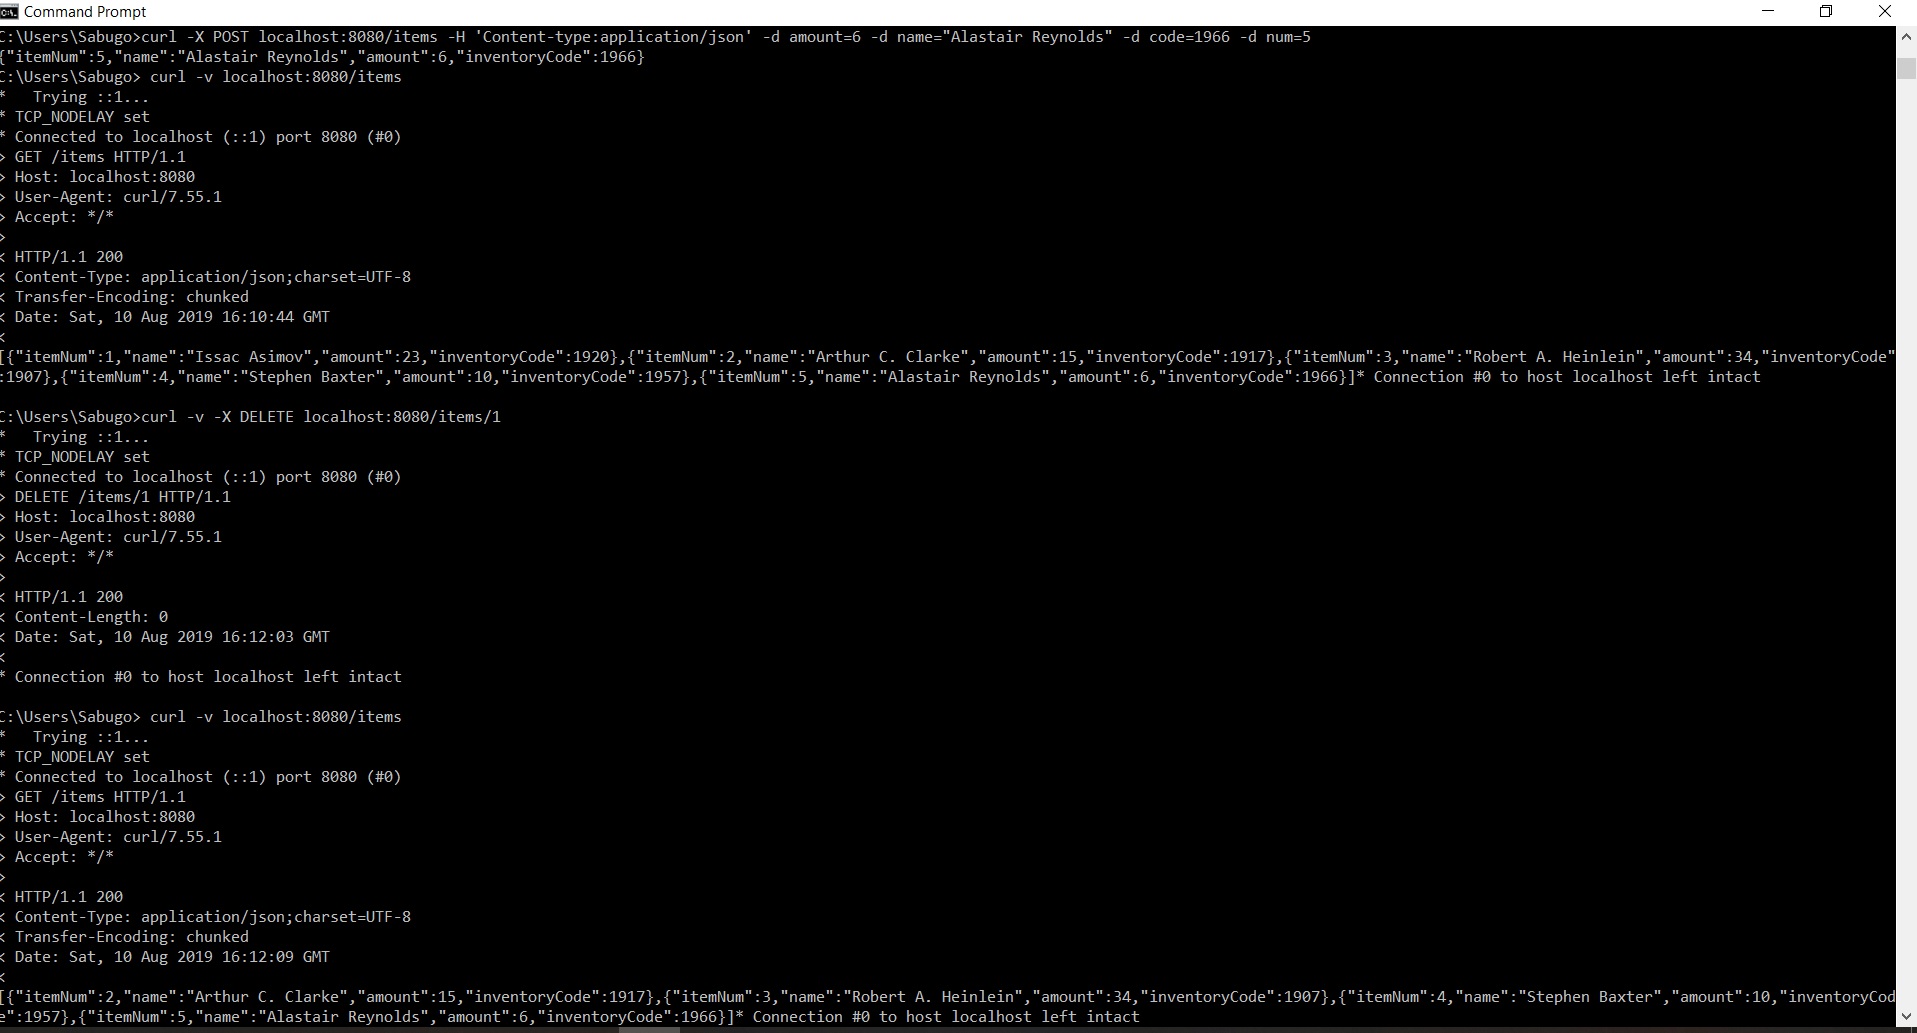 Command Prompt
C:\Users\Sabugo>curl -X POST localhost:8080/items -H 'Content-type:application/json' -d amount=6 -d name="Alastair Reynolds" -d code=1966 -d num=5
{"itemNum":5,"name":"Alastair Reynolds","amount":6,"inventoryCode":1966}
C:\Users\Sabugo> curl -v localhost:8080/items
*   Trying ::1...
* TCP_NODELAY set
* Connected to localhost (::1) port 8080 (#0)
> GET /items HTTP/1.1
> Host: localhost:8080
> User-Agent: curl/7.55.1
> Accept: */*
>
< HTTP/1.1 200
< Content-Type: application/json;charset=UTF-8
< Transfer-Encoding: chunked
< Date: Sat, 10 Aug 2019 16:10:44 GMT
<
[{"itemNum":1,"name":"Issac Asimov","amount":23,"inventoryCode":1920},{"itemNum":2,"name":"Arthur C. Clarke","amount":15,"inventoryCode":1917},{"itemNum":3,"name":"Robert A. Heinlein","amount":34,"inventoryCode"
:1907},{"itemNum":4,"name":"Stephen Baxter","amount":10,"inventoryCode":1957},{"itemNum":5,"name":"Alastair Reynolds","amount":6,"inventoryCode":1966}]* Connection #0 to host localhost left intact
C:\Users\Sabugo>curl -v -X DELETE localhost:8080/items/1
*   Trying ::1...
* TCP_NODELAY set
* Connected to localhost (::1) port 8080 (#0)
> DELETE /items/1 HTTP/1.1
> Host: localhost:8080
> User-Agent: curl/7.55.1
> Accept: */*
>
< HTTP/1.1 200
< Content-Length: 0
< Date: Sat, 10 Aug 2019 16:12:03 GMT
<
* Connection #0 to host localhost left intact
C:\Users\Sabugo> curl -v localhost:8080/items
*   Trying ::1...
* TCP_NODELAY set
* Connected to localhost (::1) port 8080 (#0)
> GET /items HTTP/1.1
> Host: localhost:8080
> User-Agent: curl/7.55.1
> Accept: */*
>
< HTTP/1.1 200
< Content-Type: application/json;charset=UTF-8
< Transfer-Encoding: chunked
< Date: Sat, 10 Aug 2019 16:12:09 GMT
<
[{"itemNum":2,"name":"Arthur C. Clarke","amount":15,"inventoryCode":1917},{"itemNum":3,"name":"Robert A. Heinlein","amount":34,"inventoryCode":1907},{"itemNum":4,"name":"Stephen Baxter","amount":10,"inventoryCod
e":1957},{"itemNum":5,"name":"Alastair Reynolds","amount":6,"inventoryCode":1966}]* Connection #0 to host localhost left intact